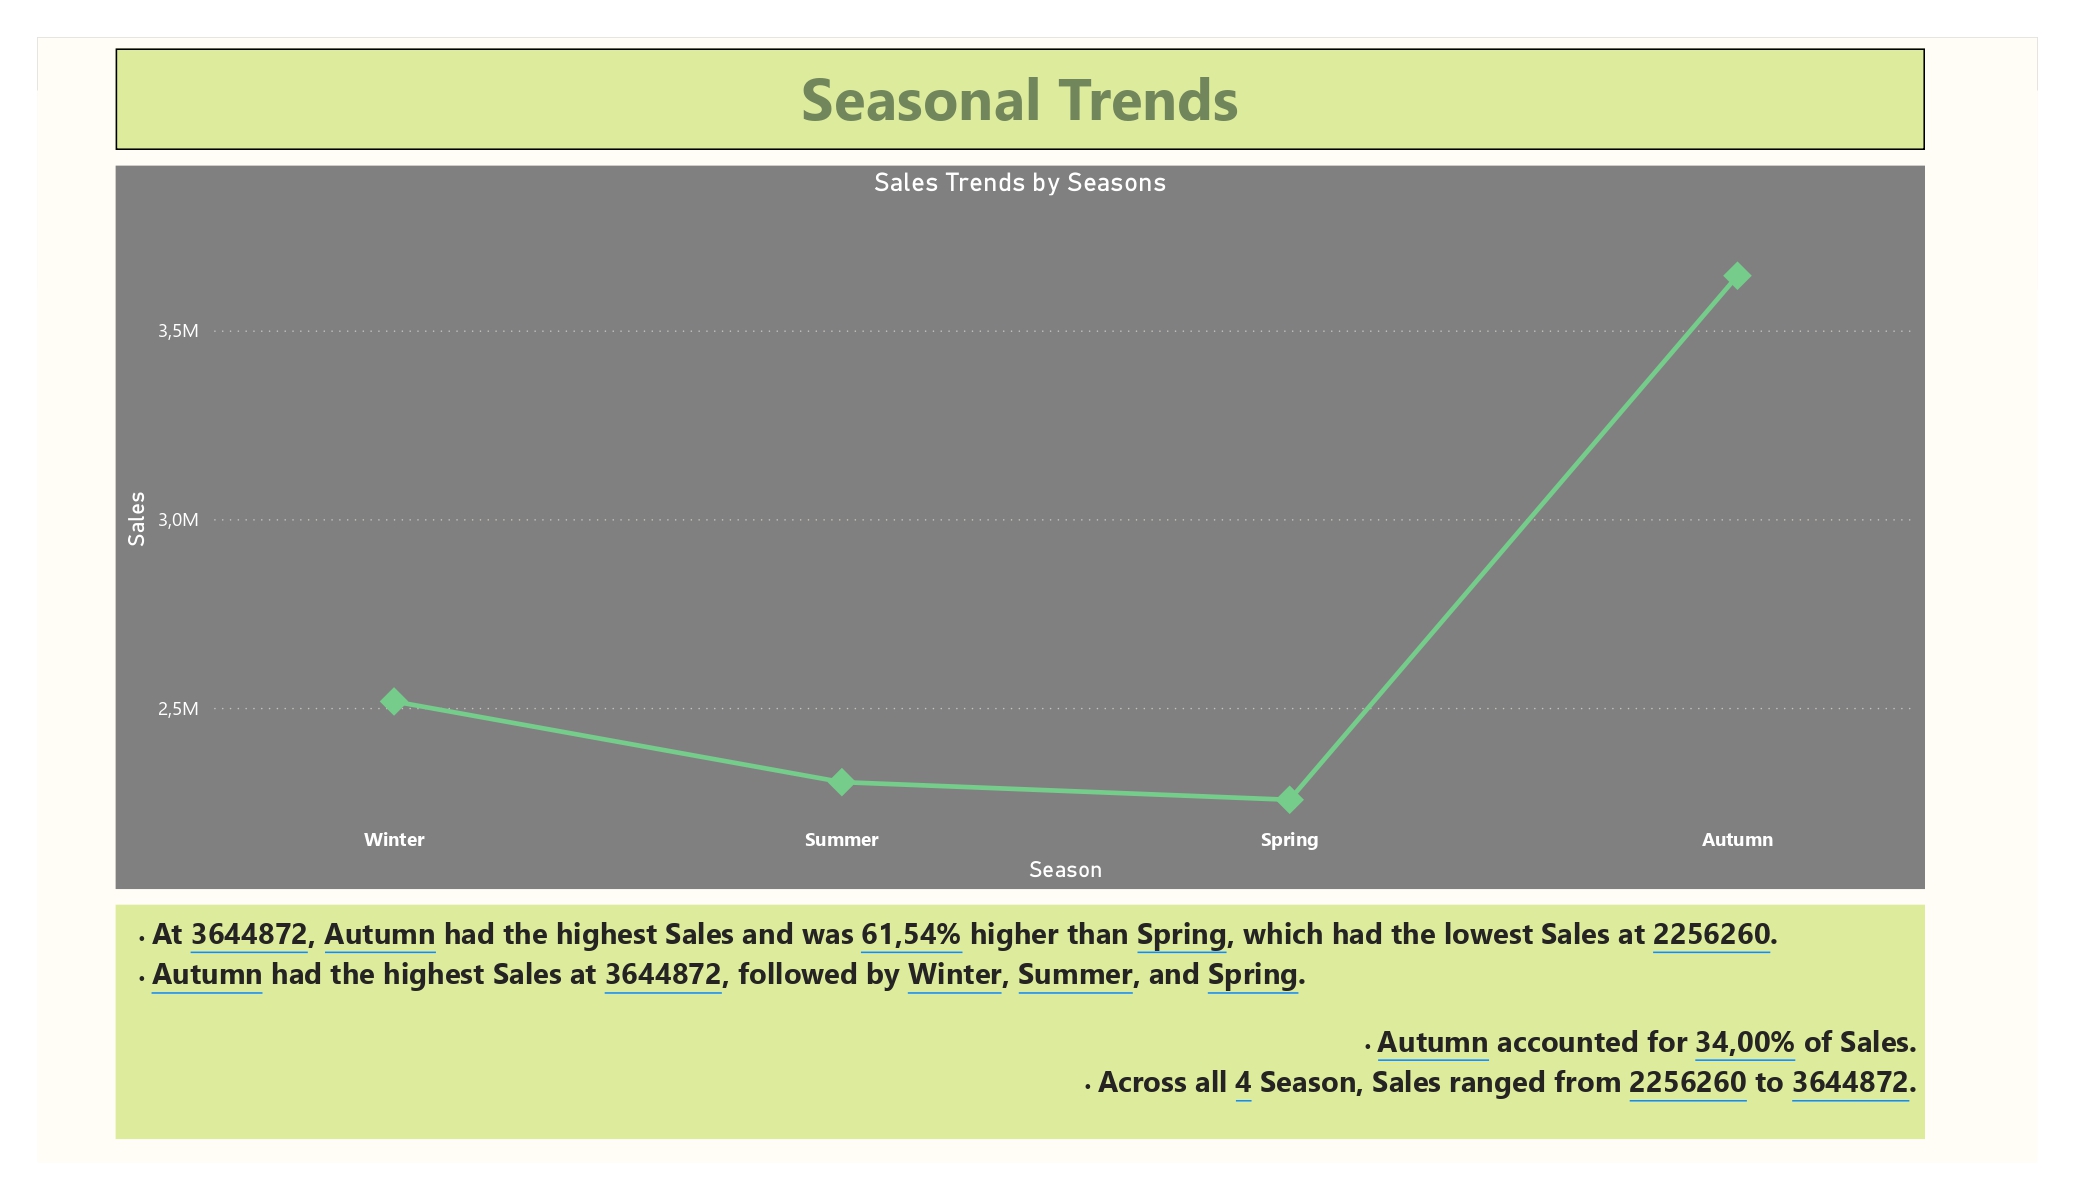 Seasonal Trends
Sales Trends by Seasons
3,5M
3,0M
2,5M
Sales
Winter Summer Spring Autumn
Season
• At 3644872, Autumn had the highest Sales and was 61,54% higher than Spring, which had the lowest Sales at 2256260.
• Autumn had the highest Sales at 3644872, followed by Winter, Summer, and Spring.
• Autumn accounted for 34,00% of Sales.
• Across all 4 Season, Sales ranged from 2256260 to 3644872.